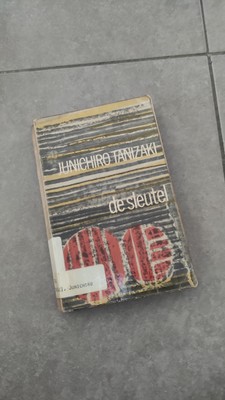 JUNICHIRO TANIZAKI
de sleutel